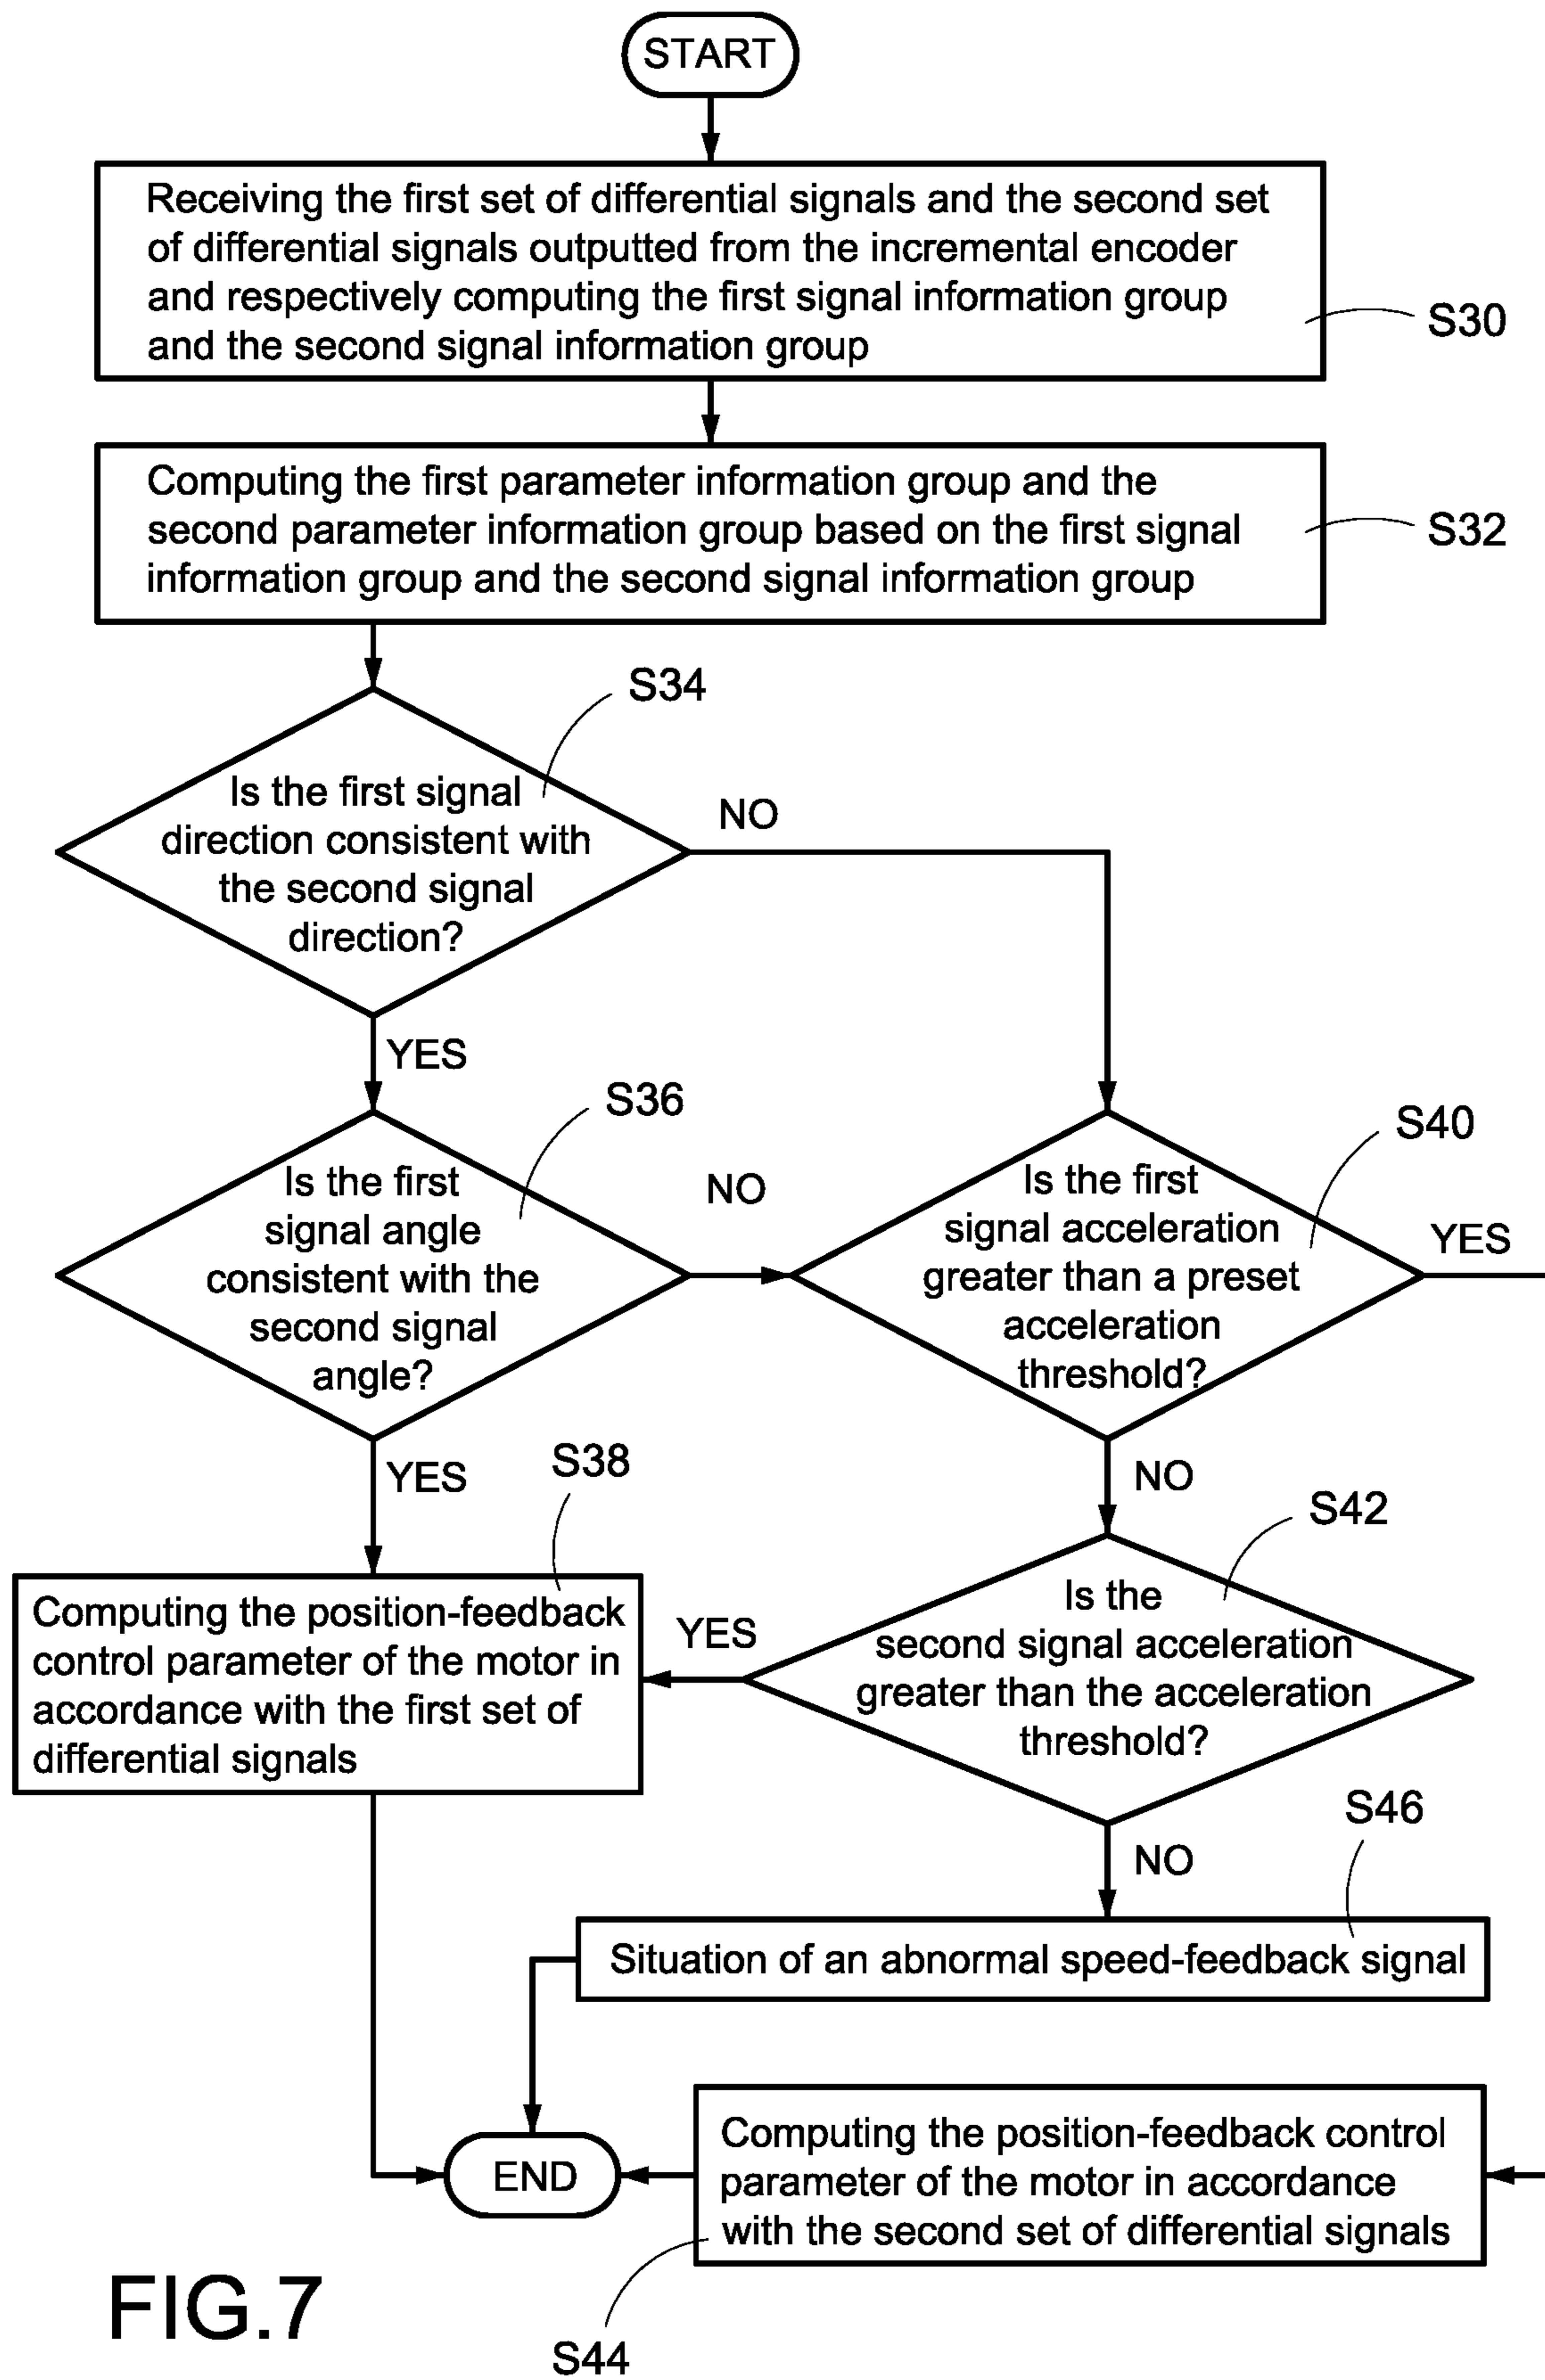 START
Receiving the first set of differential signals and the second set
of differential signals outputted from the incremental encoder
and respectively computing the first signal information group
and the second signal information group
S30
Computing the first parameter information group and the
second parameter information group based on the first signal
information group and the second signal information group
S32
S34
Is the first signal
direction consistent with
the second signal
direction?
NO
YES
S36
Is the first
signal angle
consistent with the
second signal
angle?
NO
YES
S40
Is the first
signal acceleration
greater than a preset
acceleration
threshold?
YES
NO
S38
Computing the position-feedback
control parameter of the motor in
accordance with the first set of
differential signals
S42
Is the
second signal acceleration
greater than the acceleration
threshold?
YES
NO
S46
Situation of an abnormal speed-feedback signal
END
Computing the position-feedback control
parameter of the motor in accordance
with the second set of differential signals
S44
FIG.7